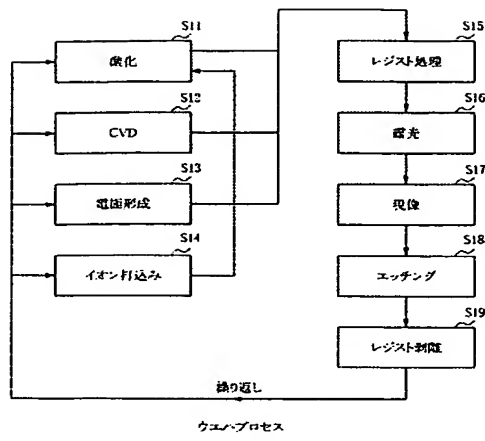 S11
酸化
S12
CVD
S13
電極形成
S14
イオン打込み
S15
レジスト処理
S16
露光
S17
現像
S18
エッチング
S19
レジスト剥離
繰り返し
ウエハプロセス